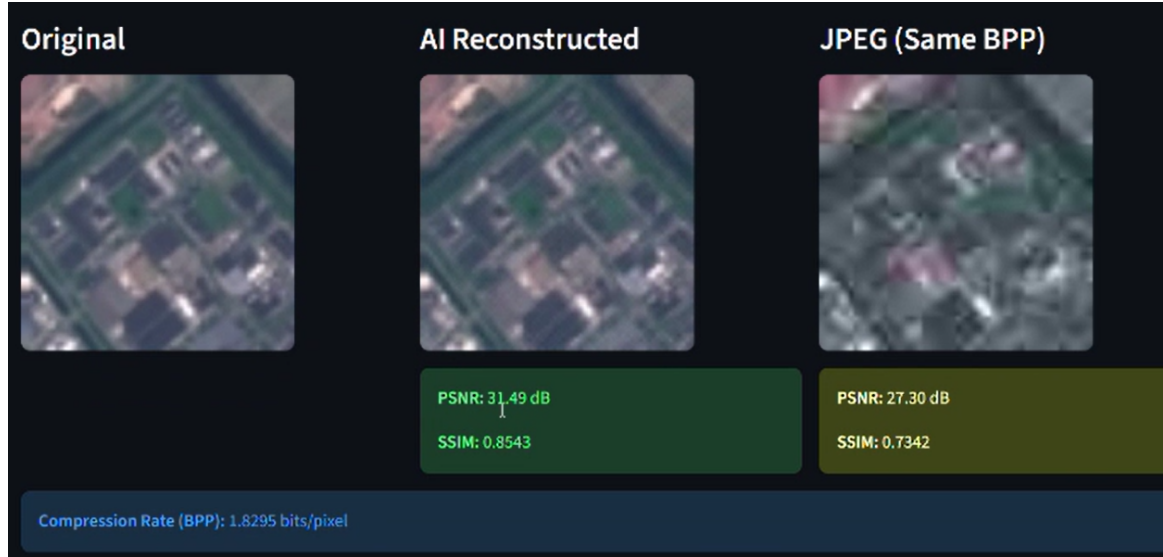 Original
AI Reconstructed
JPEG (Same BPP)
PSNR: 31.49 dB
SSIM: 0.8543
PSNR: 27.30 dB
SSIM: 0.7342
Compression Rate (BPP): 1.8295 bits/pixel